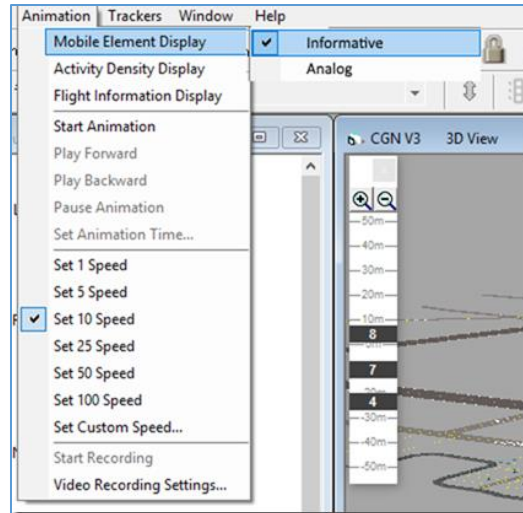 Animation Trackers Window Help
Mobile Element Display
Informative
Activity Density Display
Analog
Flight Information Display
Start Animation
CGN V3 3D View
Play Forward
Play Backward
Pause Animation
Set Animation Time...
Set 1 Speed
Set 5 Speed
Set 10 Speed
Set 25 Speed
Set 50 Speed
Set 100 Speed
Set Custom Speed...
Start Recording
Video Recording Settings...
50m
40m
30m
20m
10m
8
7
4
-30m
-40m
-50m